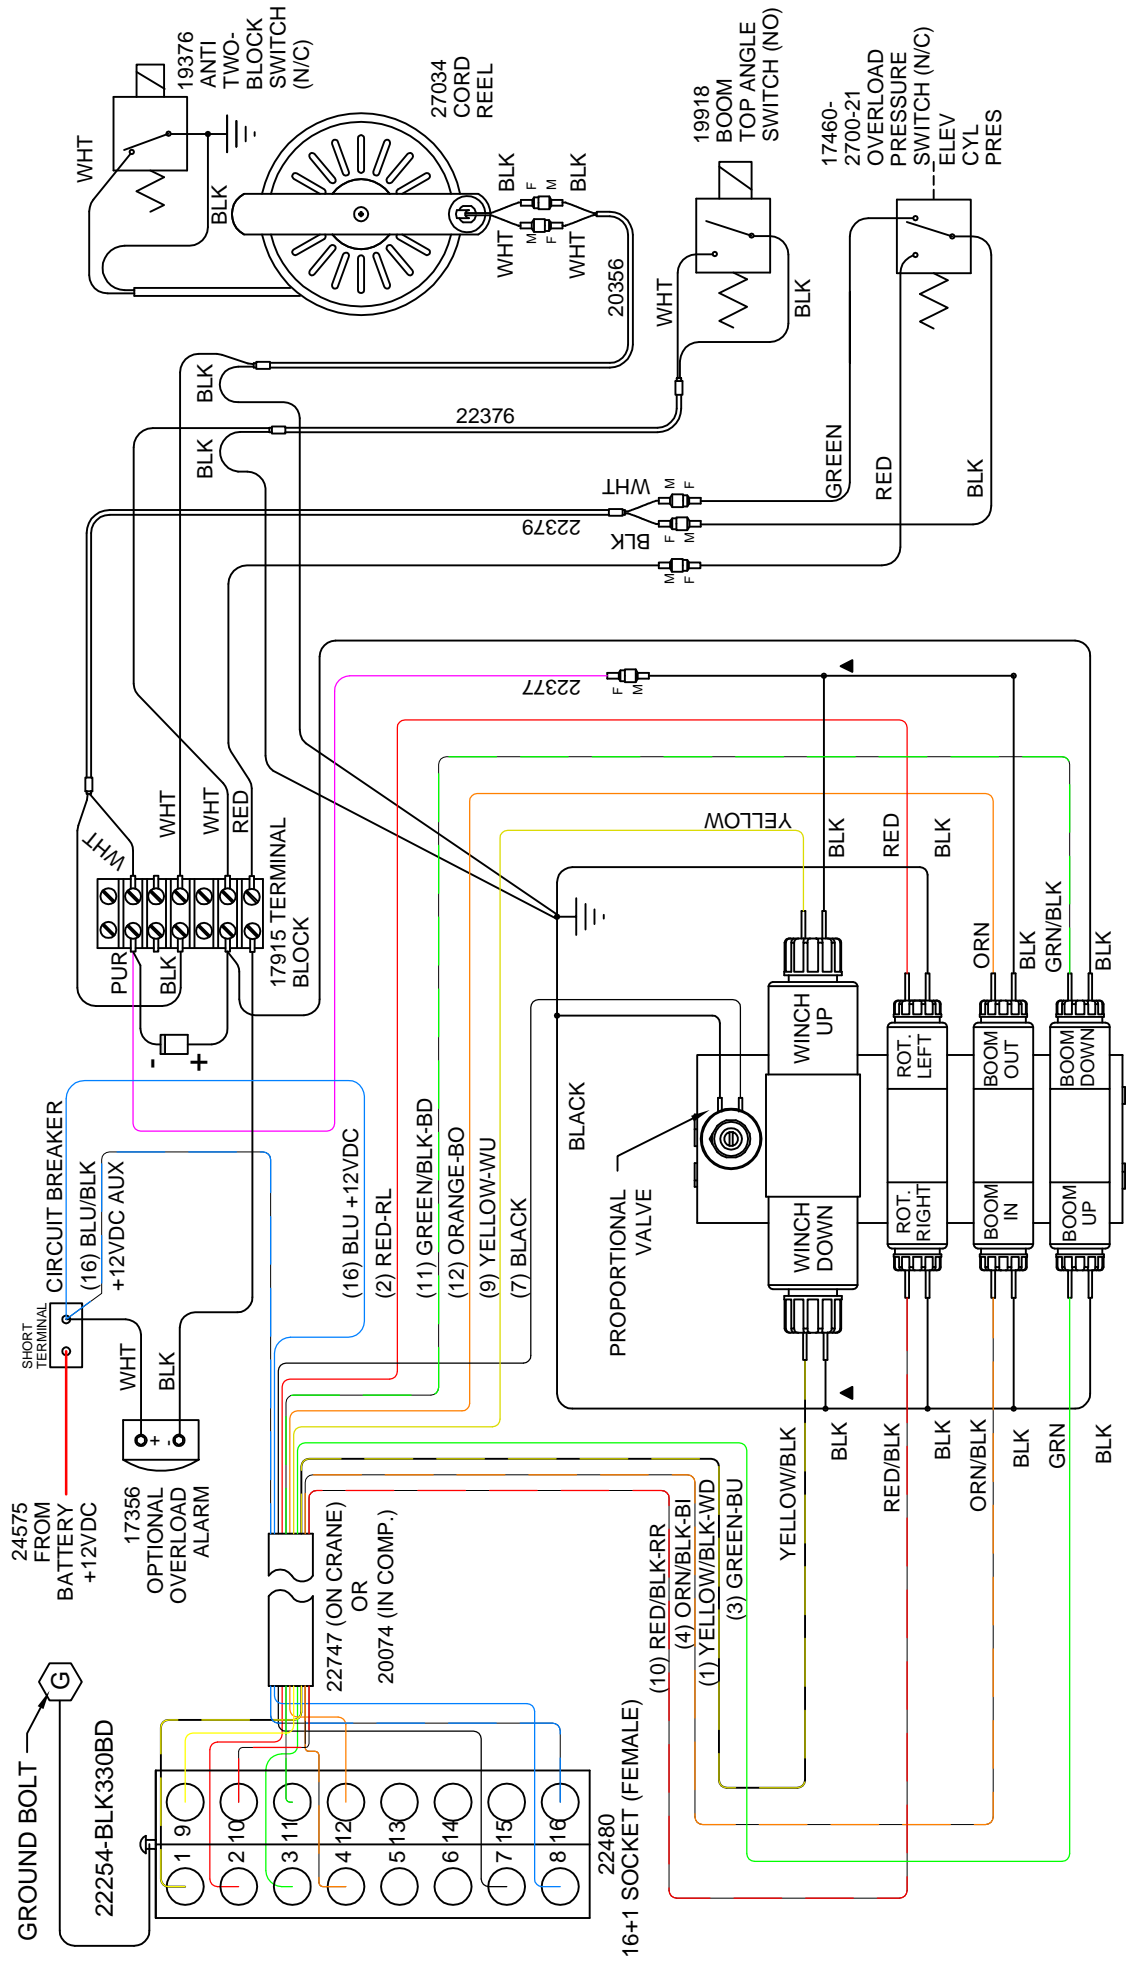 19376
ANTI
TWO-
BLOCK
SWITCH
(N/C)
WHT
BLK
27034
CORD
REEL
BLK
F
M
BLK
WHT
M
F
WHT
20356
19918
BOOM
TOP ANGLE
SWITCH (NO)
WHT
BLK
17460-
2700-21
OVERLOAD
PRESSURE
SWITCH (N/C)
ELEV
CYL
PRES
GREEN
RED
BLK
BLK
BLK
22376
WHT
M
F
22379
BLK
F
M
M
F
WHT
WHT
WHT
RED
17915 TERMINAL
BLOCK
PUR
BLK
-
+
22377
F
M
YELLOW
BLK
RED
BLK
ORN
BLK
GRN/BLK
BLK
CIRCUIT BREAKER
(16) BLU/BLK
+12VDC AUX
SHORT
TERMINAL
WHT
BLK
+
-
24575
FROM
BATTERY
+12VDC
17356
OPTIONAL
OVERLOAD
ALARM
(16) BLU +12VDC
(2) RED-RL
(11) GREEN/BLK-BD
(12) ORANGE-BO
(9) YELLOW-WU
(7) BLACK
BLACK
PROPORTIONAL
VALVE
WINCH
UP
WINCH
DOWN
ROT.
LEFT
ROT.
RIGHT
BOOM
OUT
BOOM
IN
BOOM
DOWN
BOOM
UP
YELLOW/BLK
BLK
RED/BLK
BLK
ORN/BLK
BLK
GRN
BLK
(10) RED/BLK-RR
(4) ORN/BLK-BI
(1) YELLOW/BLK-WD
(3) GREEN-BU
22747 (ON CRANE)
OR
20074 (IN COMP.)
GROUND BOLT
G
22254-BLK330BD
1
9
2
10
3
11
4
12
5
13
6
14
7
15
8
16
22480
16+1 SOCKET (FEMALE)